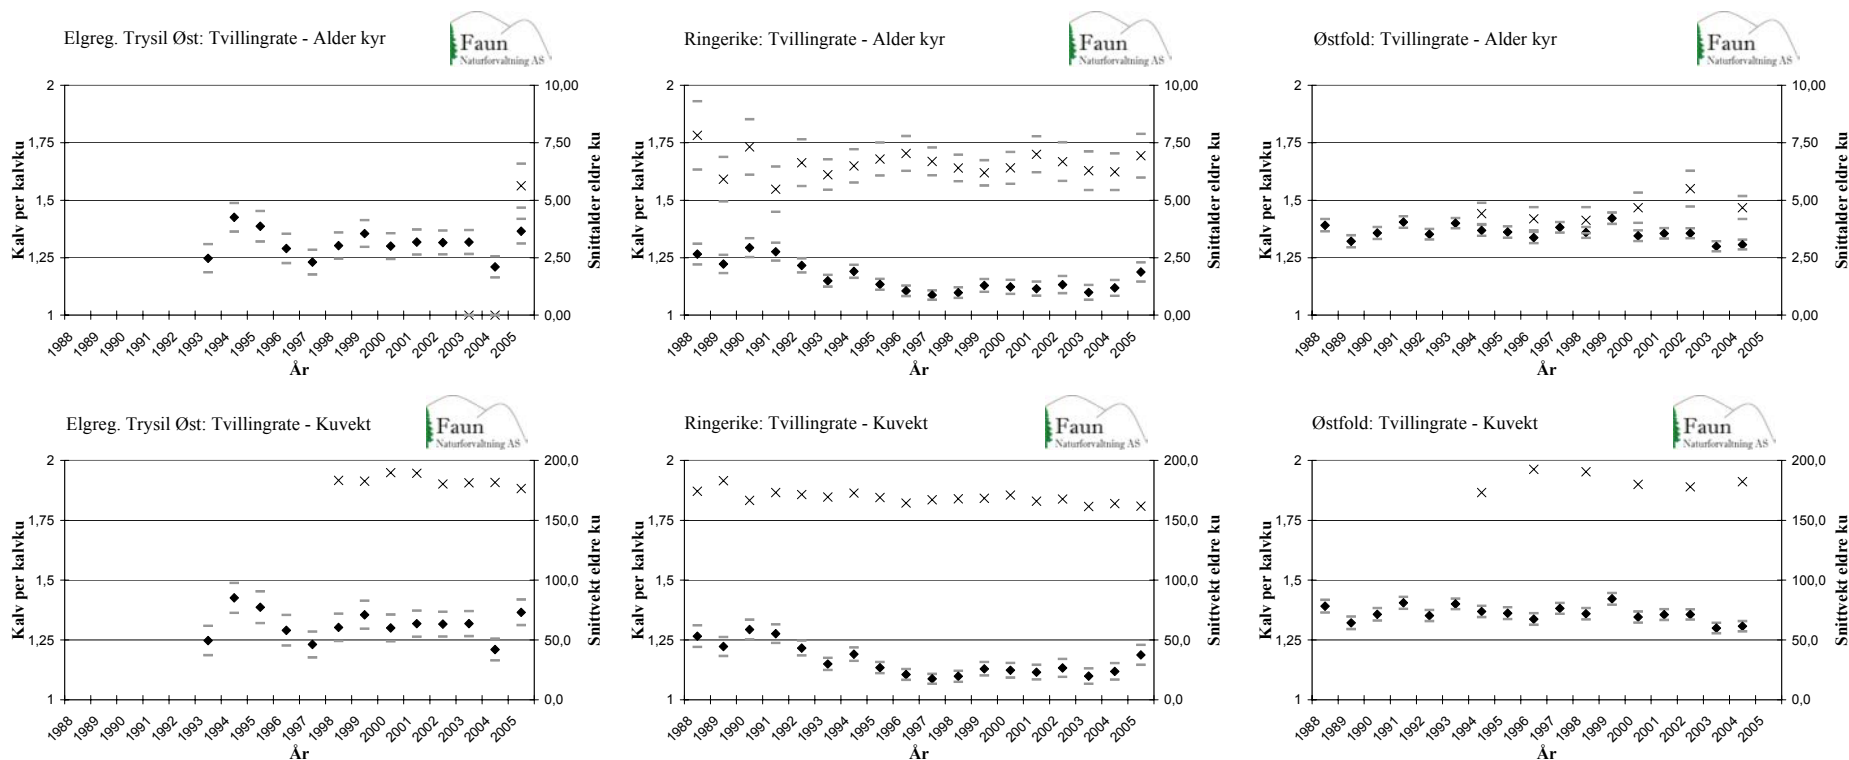 Elgreg. Trysil Øst: Tvillingrate - Alder kyr
Faun
Naturforvaltning AS
Kalv per kalvku
2
1,75
1,5
1,25
1
10,00
7,50
5,00
2,50
0,00
Snittalder eldre ku
1988 1989 1990 1991 1992 1993 1994 1995 1996 1997 1998 1999 2000 2001 2002 2003 2004 2005
År
Ringerike: Tvillingrate - Alder kyr
Faun
Naturforvaltning AS
Kalv per kalvku
2
1,75
1,5
1,25
1
10,00
7,50
5,00
2,50
0,00
Snittalder eldre ku
1988 1989 1990 1991 1992 1993 1994 1995 1996 1997 1998 1999 2000 2001 2002 2003 2004 2005
År
Østfold: Tvillingrate - Alder kyr
Faun
Naturforvaltning AS
Kalv per kalvku
2
1,75
1,5
1,25
1
10,00
7,50
5,00
2,50
0,00
Snittalder eldre ku
1988 1989 1990 1991 1992 1993 1994 1995 1996 1997 1998 1999 2000 2001 2002 2003 2004 2005
År
Elgreg. Trysil Øst: Tvillingrate - Kuvekt
Faun
Naturforvaltning AS
Kalv per kalvku
2
1,75
1,5
1,25
1
200,0
150,0
100,0
50,0
0,0
Snittvekt eldre ku
1988 1989 1990 1991 1992 1993 1994 1995 1996 1997 1998 1999 2000 2001 2002 2003 2004 2005
År
Ringerike: Tvillingrate - Kuvekt
Faun
Naturforvaltning AS
Kalv per kalvku
2
1,75
1,5
1,25
1
200,0
150,0
100,0
50,0
0,0
Snittvekt eldre ku
1988 1989 1990 1991 1992 1993 1994 1995 1996 1997 1998 1999 2000 2001 2002 2003 2004 2005
År
Østfold: Tvillingrate - Kuvekt
Faun
Naturforvaltning AS
Kalv per kalvku
2
1,75
1,5
1,25
1
200,0
150,0
100,0
50,0
0,0
Snittvekt eldre ku
1988 1989 1990 1991 1992 1993 1994 1995 1996 1997 1998 1999 2000 2001 2002 2003 2004 2005
År